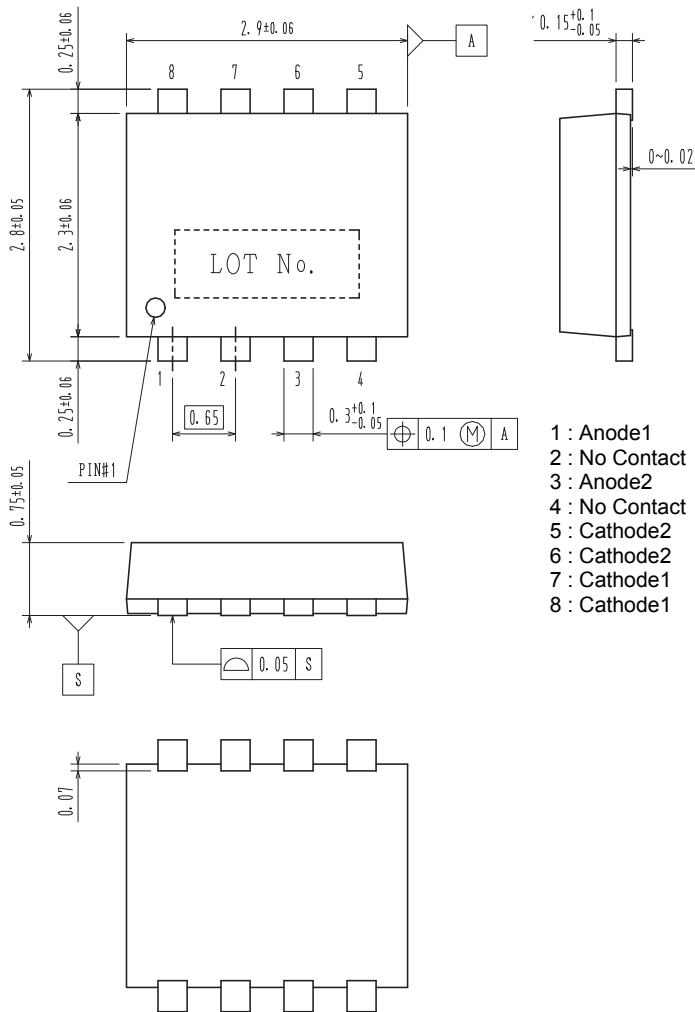 2.9±0.06
A
0.15+0.1 -0.05
0.25±0.06
8 7 6 5
0~0.02
2.8±0.05
2.3±0.06
LOT No.
0.25±0.06
1 2 3 4
0.65
0.3+0.1 -0.05
0.1 M A
PIN#1
1 : Anode1
2 : No Contact
3 : Anode2
4 : No Contact
5 : Cathode2
6 : Cathode2
7 : Cathode1
8 : Cathode1
0.75±0.05
S
0.05 S
0.07